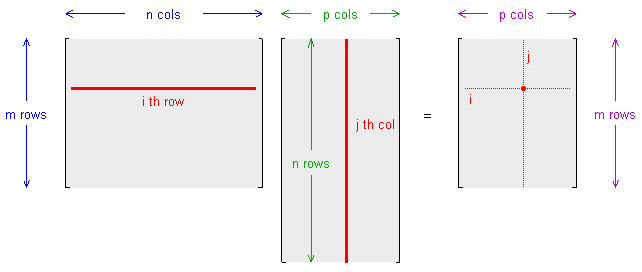 n cols
p cols
p cols
j
i th row
i
m rows
j th col
=
m rows
n rows